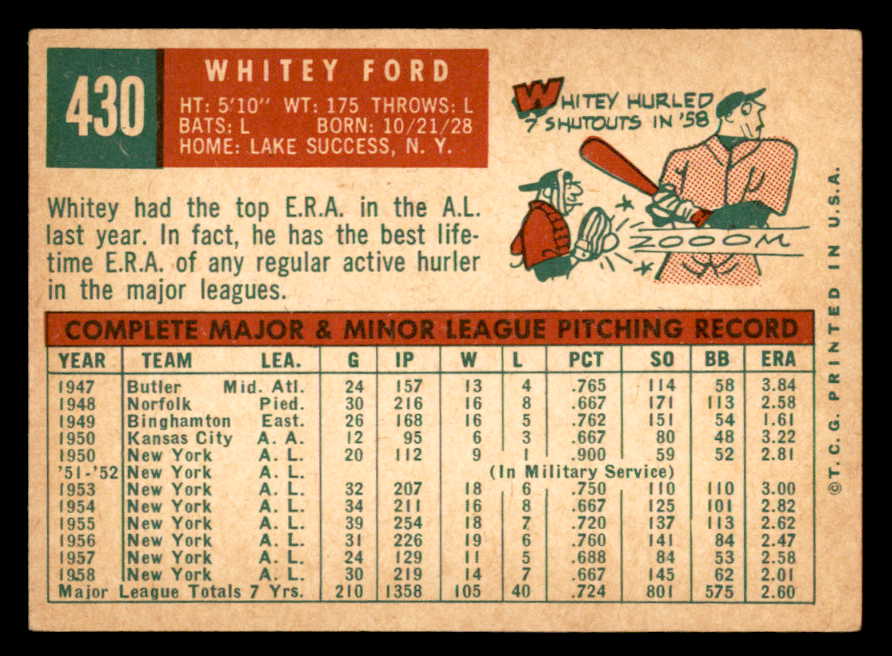 430
WHITEY FORD
HT: 5'10" WT: 175 THROWS: L
BATS: L BORN: 10/21/28
HOME: LAKE SUCCESS, N. Y.
WHITEY HURLED
7 SHUTOUTS IN '58
ZOOOM
Whitey had the top E.R.A. in the A.L.
last year. In fact, he has the best life-
time E.R.A. of any regular active hurler
in the major leagues.
COMPLETE MAJOR & MINOR LEAGUE PITCHING RECORD
YEAR TEAM LEA. G IP W L PCT SO BB ERA
1947 Butler Mid. Atl. 24 157 13 4 .765 114 58 3.84
1948 Norfolk Pied. 30 216 16 8 .667 171 113 2.58
1949 Binghamton East. 26 168 16 5 .762 151 54 1.61
1950 Kansas City A. A. 12 95 6 3 .667 80 48 3.22
1950 New York A. L. 20 112 9 1 .900 59 52 2.81
'51-'52 New York A. L. (In Military Service)
1953 New York A. L. 32 207 18 6 .750 110 110 3.00
1954 New York A. L. 34 211 16 8 .667 125 101 2.82
1955 New York A. L. 39 254 18 7 .720 137 113 2.62
1956 New York A. L. 31 226 19 6 .760 141 84 2.47
1957 New York A. L. 24 129 11 5 .688 84 53 2.58
1958 New York A. L. 30 219 14 7 .667 145 62 2.01
Major League Totals 7 Yrs. 210 1358 105 40 .724 801 575 2.60
©T.C.G. PRINTED IN U.S.A.